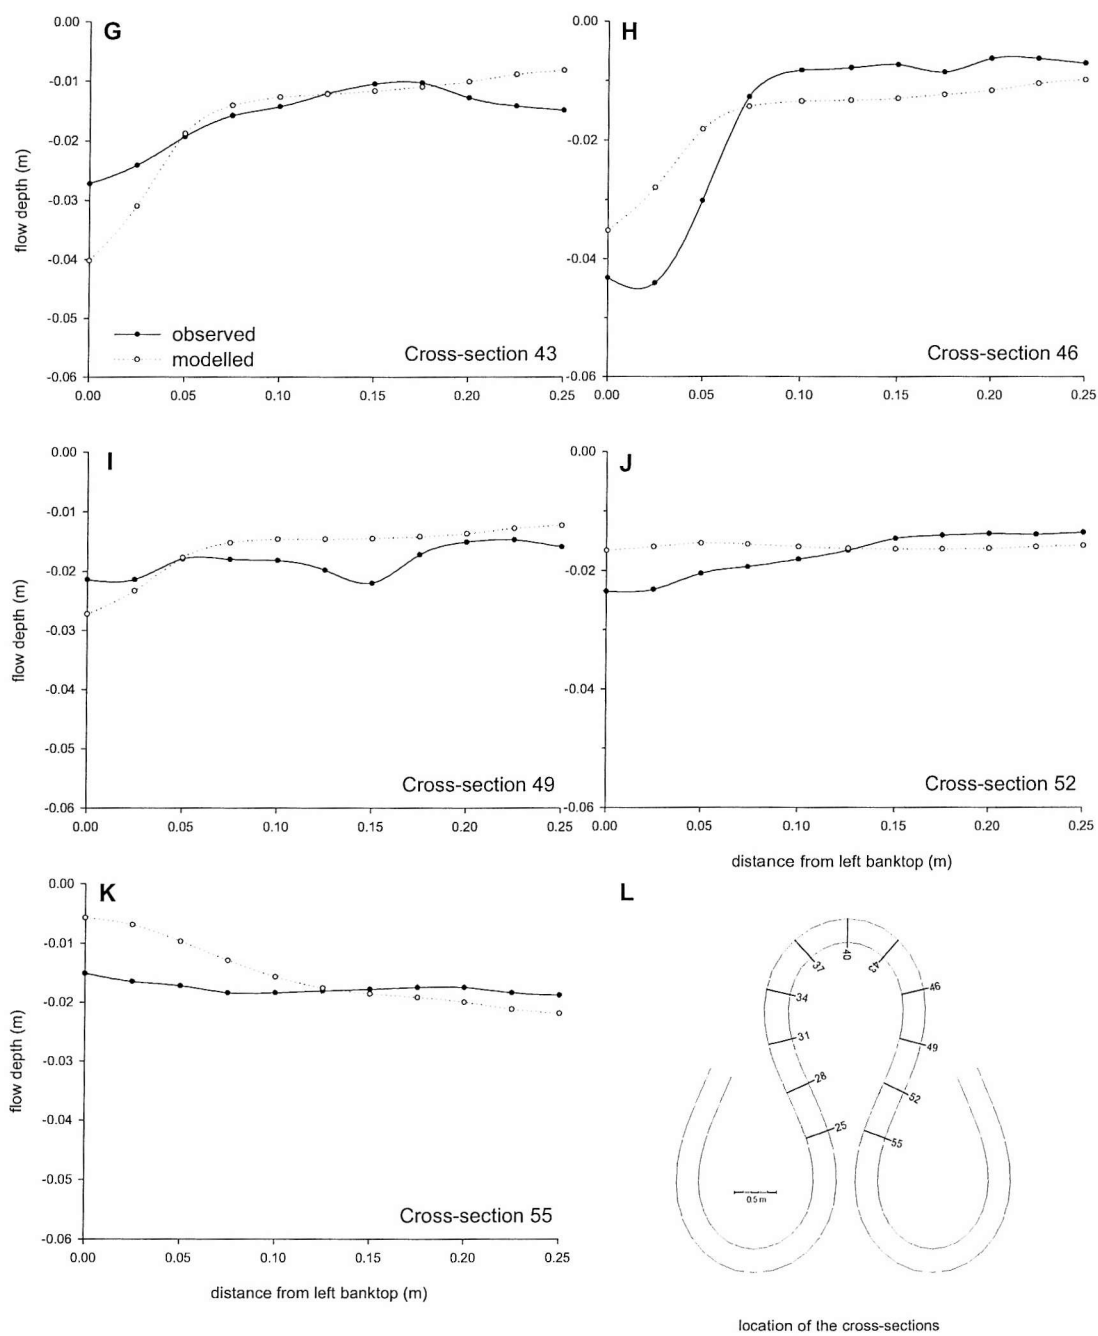 G
0.00
-0.01
-0.02
-0.03
-0.04
-0.05
-0.06
flow depth (m)
observed
modelled
Cross-section 43
0.00 0.05 0.10 0.15 0.20 0.25
H
0.00
-0.02
-0.04
-0.06
Cross-section 46
0.00 0.05 0.10 0.15 0.20 0.25
I
0.00
-0.01
-0.02
-0.03
-0.04
-0.05
-0.06
flow depth (m)
Cross-section 49
0.00 0.05 0.10 0.15 0.20 0.25
J
0.00
-0.02
-0.04
-0.06
Cross-section 52
0.00 0.05 0.10 0.15 0.20 0.25
distance from left banktop (m)
K
0.00
-0.01
-0.02
-0.03
-0.04
-0.05
-0.06
flow depth (m)
Cross-section 55
0.00 0.05 0.10 0.15 0.20 0.25
distance from left banktop (m)
L
40
37
43
34
46
31
49
28
52
25
55
0.5 m
location of the cross-sections